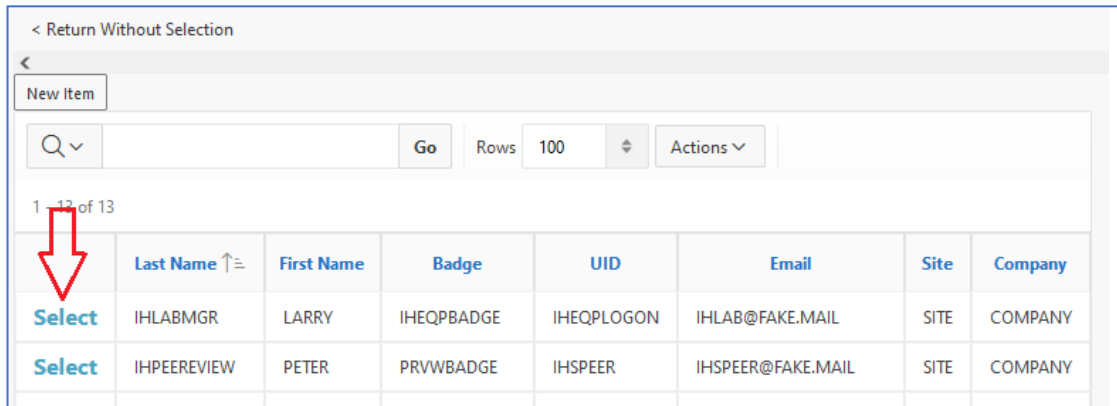 < Return Without Selection
New Item
Go Rows 100 Actions
1 - 13 of 13
Last Name First Name Badge UID Email Site Company
Select IHLABMGR LARRY IHEQPBADGE IHEQPLOGON IHLAB@FAKE.MAIL SITE COMPANY
Select IHPEEREVIEW PETER PRVWBADGE IHSPEER IHSPEER@FAKE.MAIL SITE COMPANY